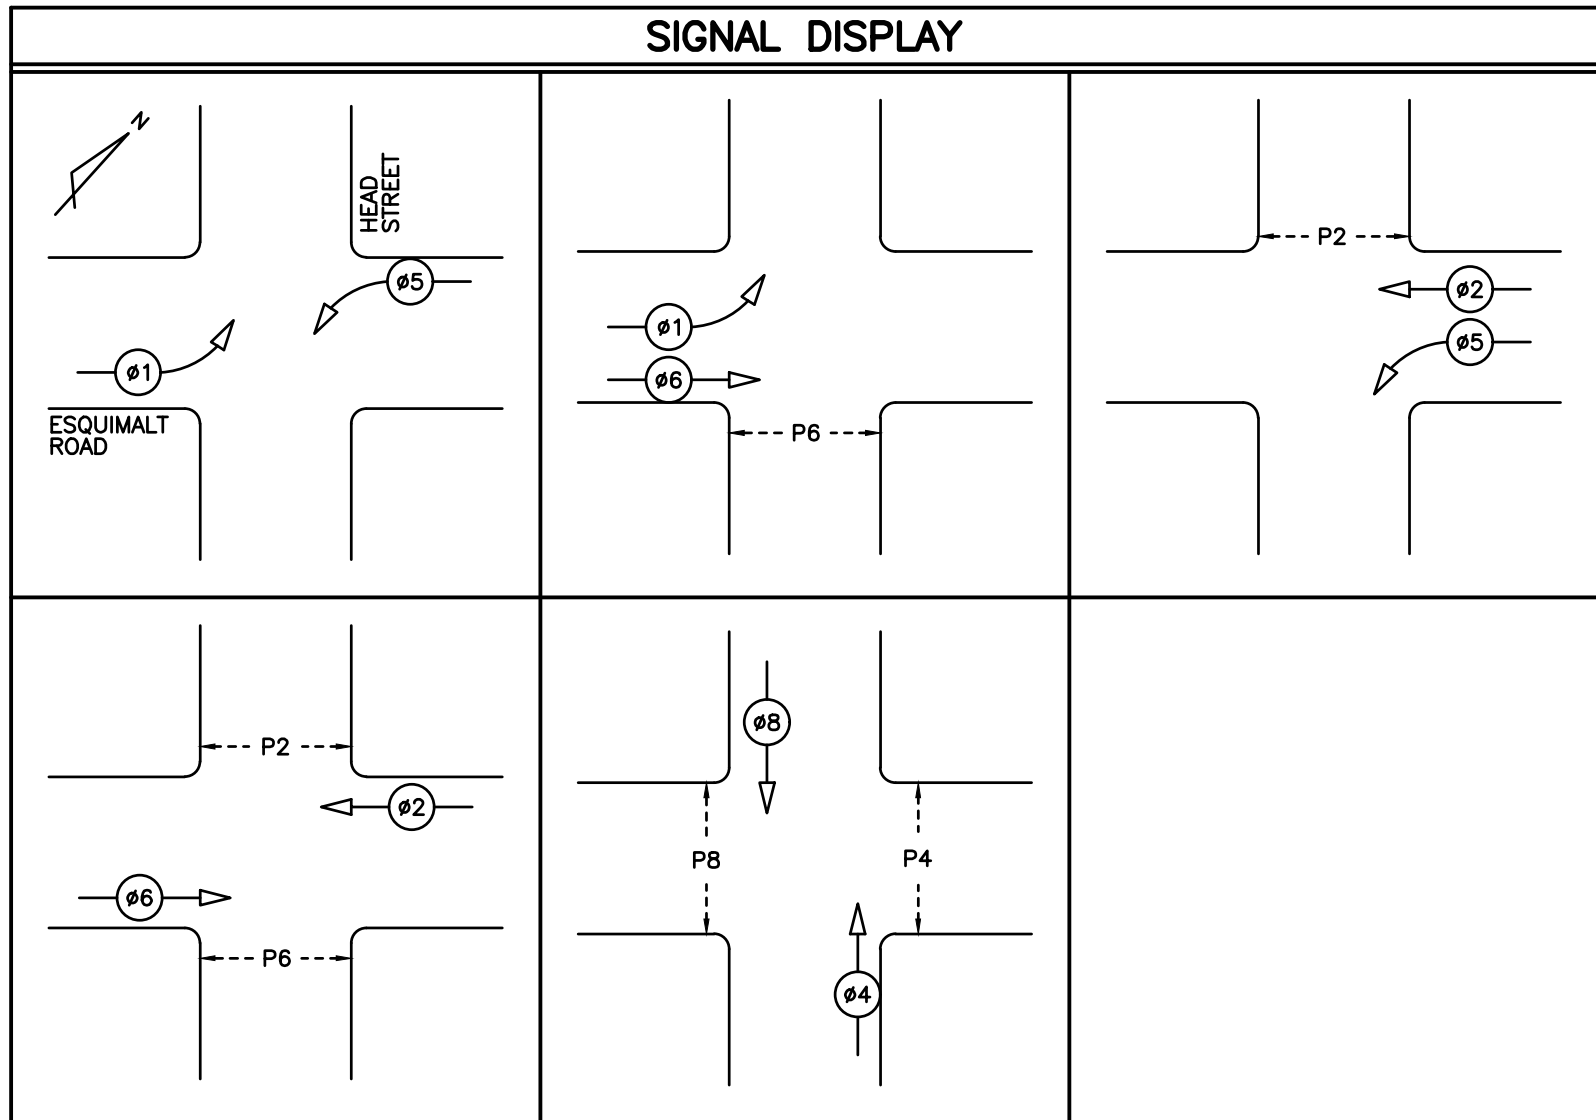 SIGNAL DISPLAY
N
HEAD
STREET
ø5
ø1
ESQUIMALT
ROAD
ø1
ø6
P6
P2
ø2
ø5
P2
ø2
ø6
P6
ø8
P8
P4
ø4